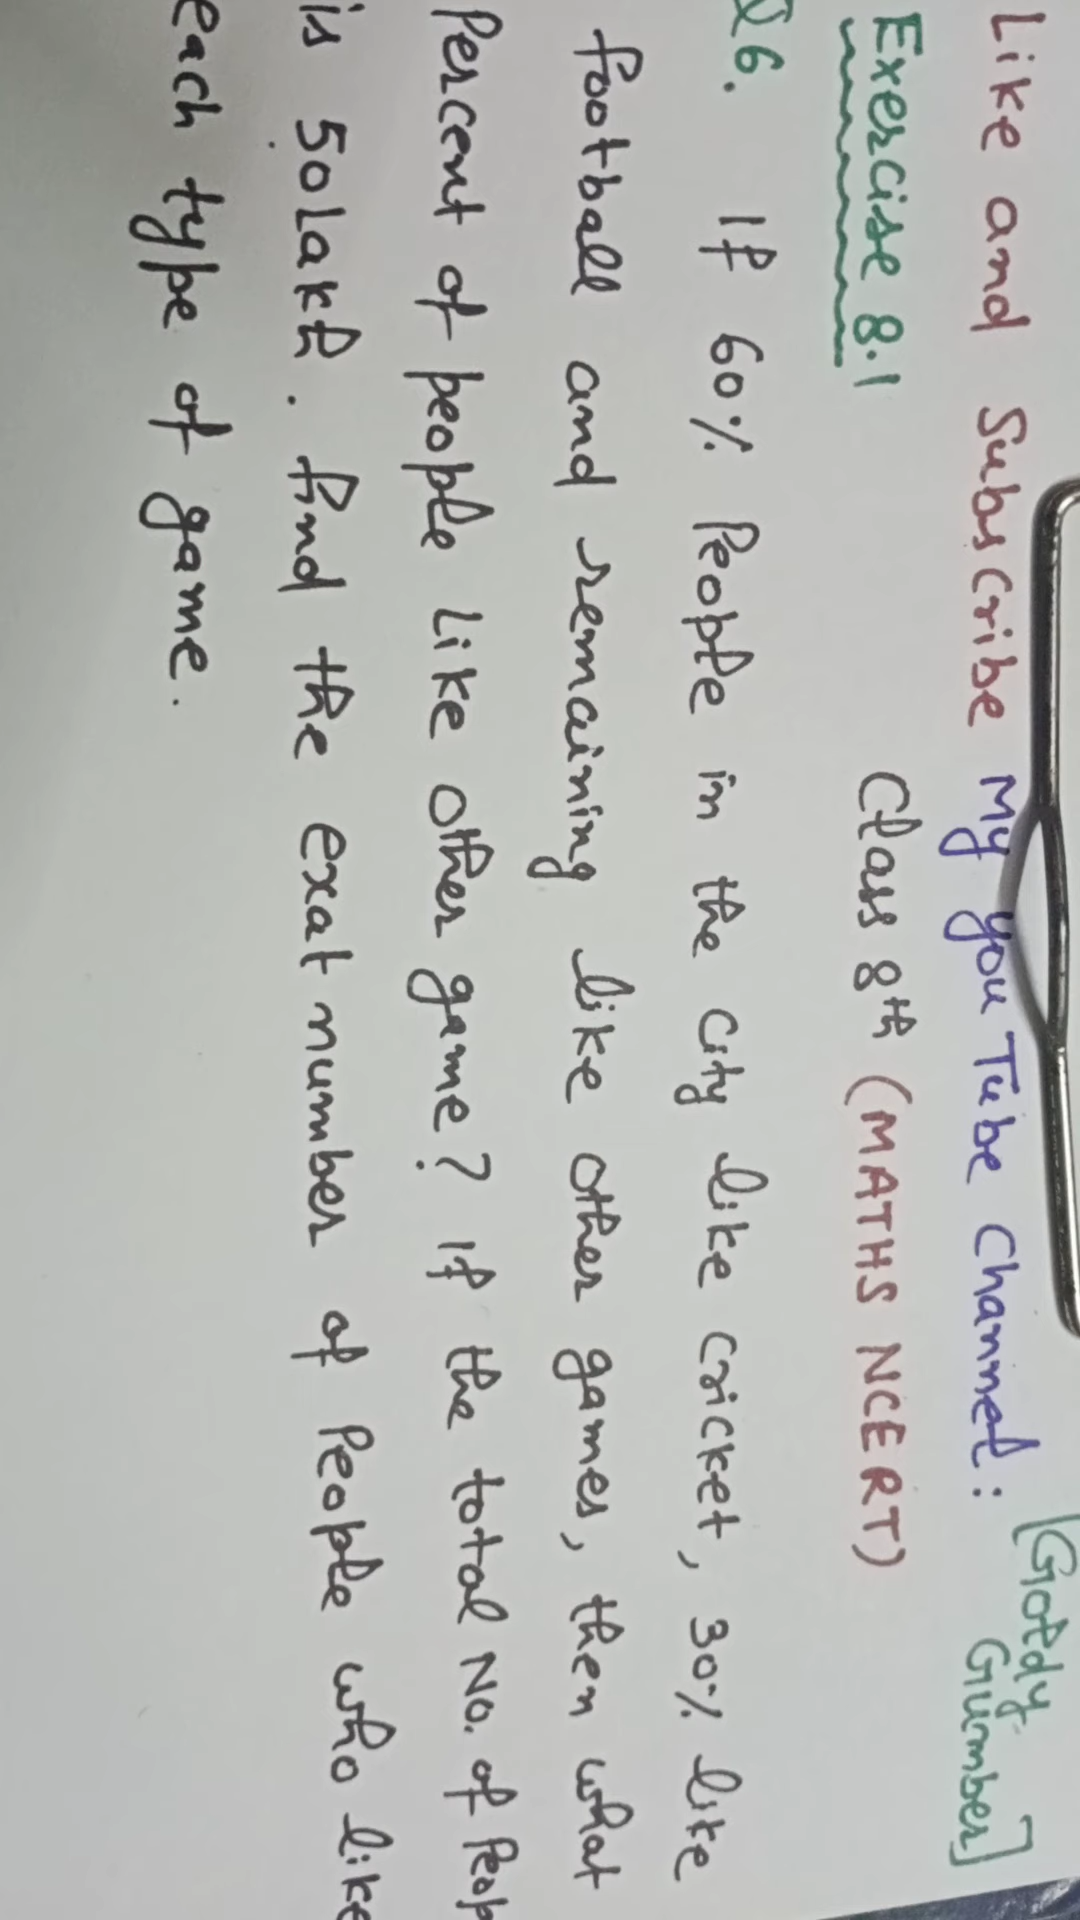 Like and Subscribe My YouTube Channel: [Goldy Gumber]
Exercise 8.1 Class 8th (MATHS NCERT)
Q6. If 60% People in the City like cricket, 30% like
football and remaining like other games, then what
Percent of people Like other game? If the total No. of Peop
is 50 lakh. find the exat number of People who like
each type of game.